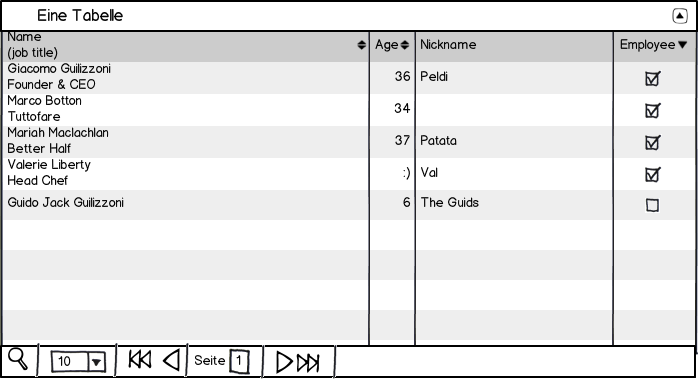 Eine Tabelle
Name
(job title)
Age
Nickname
Employee
Giacomo Guilizzoni
Founder & CEO
36
Peldi
Marco Botton
Tuttofare
34
Mariah Maclachlan
Better Half
37
Patata
Valerie Liberty
Head Chef
:)
Val
Guido Jack Guilizzoni
6
The Guids
10
Seite 1